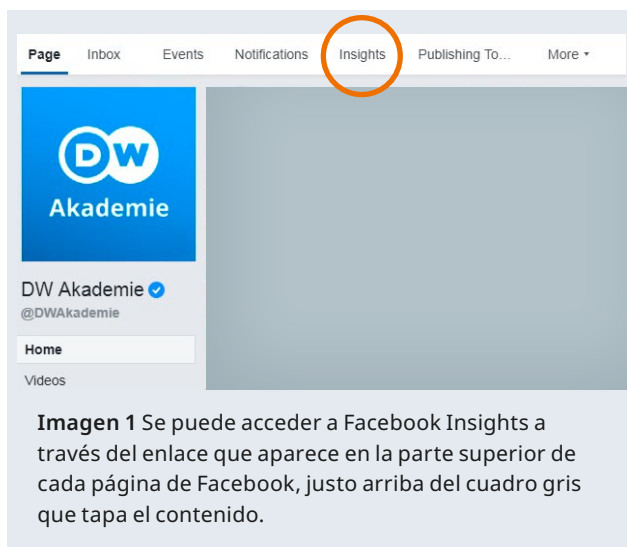 Page Inbox Events Notifications Insights Publishing To... More
DW
Akademie
DW Akademie
@DWAkademie
Home
Videos
Imagen 1 Se puede acceder a Facebook Insights a
través del enlace que aparece en la parte superior de
cada página de Facebook, justo arriba del cuadro gris
que tapa el contenido.